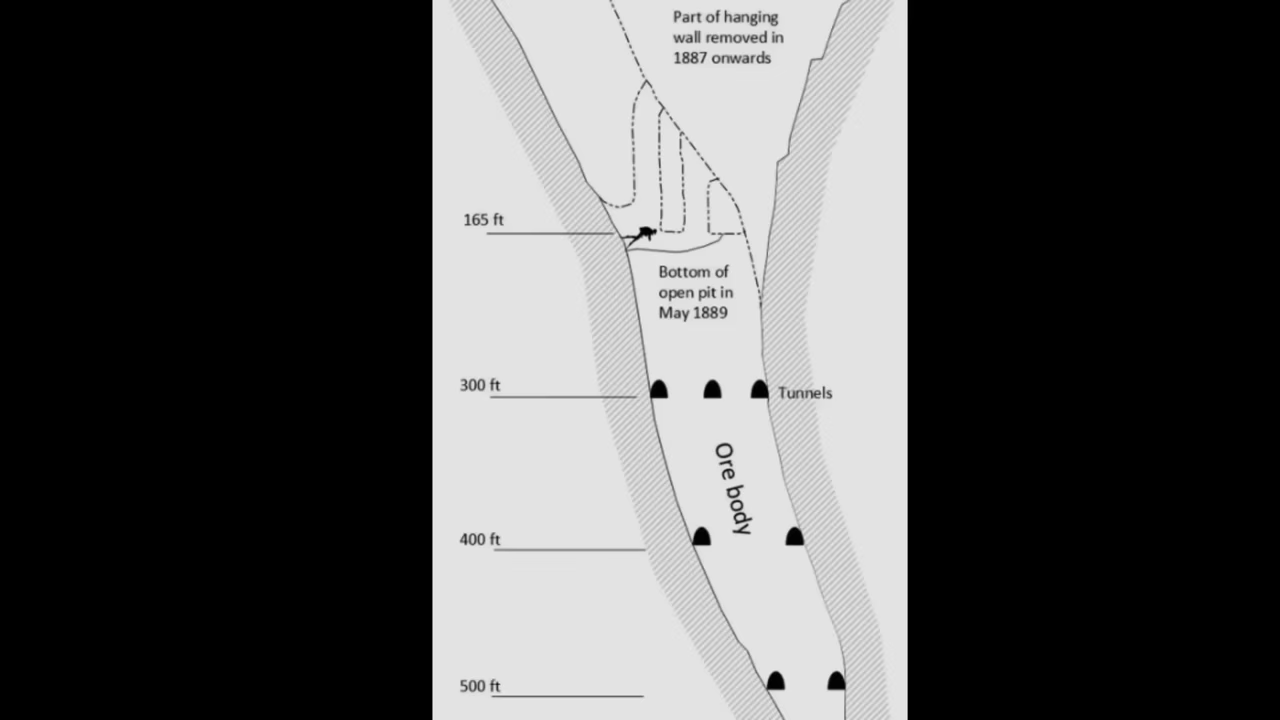 Part of hanging
wall removed in
1887 onwards
165 ft
Bottom of
open pit in
May 1889
300 ft
Tunnels
Ore body
400 ft
500 ft